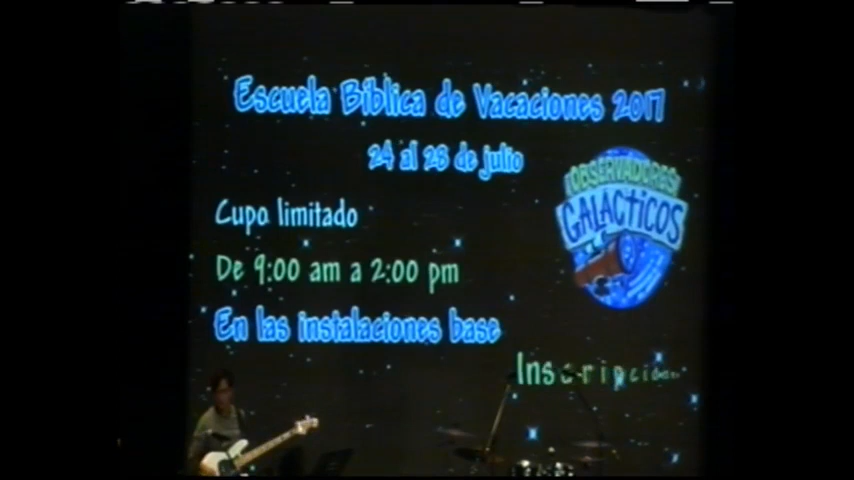 Escuela Bíblica de Vacaciones 2017
24 al 28 de julio
OBSERVADORES
GALÁCTICOS
Cupo limitado
De 9:00 am a 2:00 pm
En las instalaciones base
Inscripciones